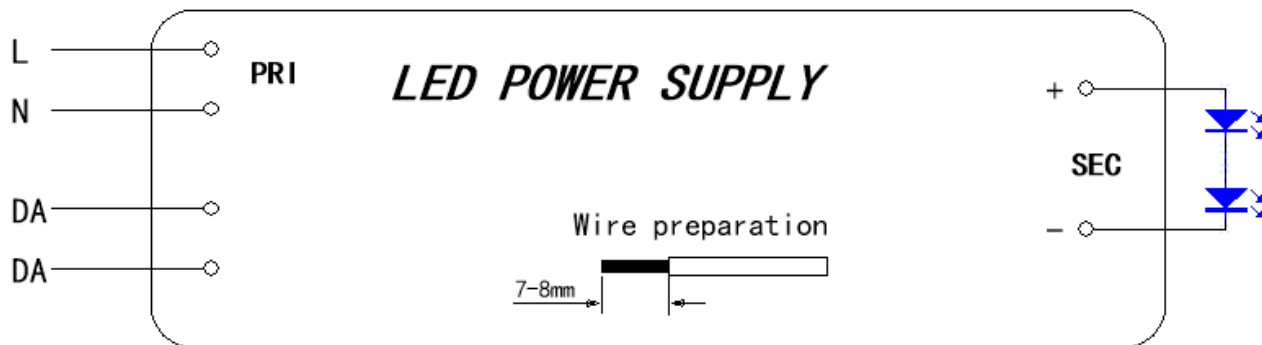 L
PRI
LED POWER SUPPLY
N
+
SEC
DA
Wire preparation
-
DA
7-8mm